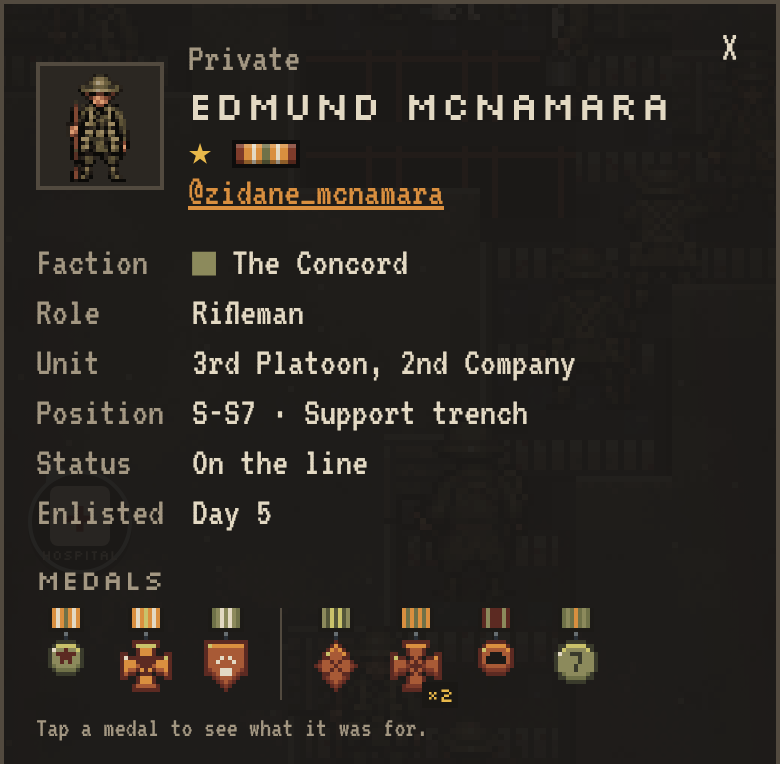 X
Private
EDMUND MCNAMARA
@zidane_mcnamara
Faction The Concord
Role Rifleman
Unit 3rd Platoon, 2nd Company
Position S-S7 · Support trench
Status On the line
Enlisted Day 5
HOSPITAL
MEDALS
×2
Tap a medal to see what it was for.